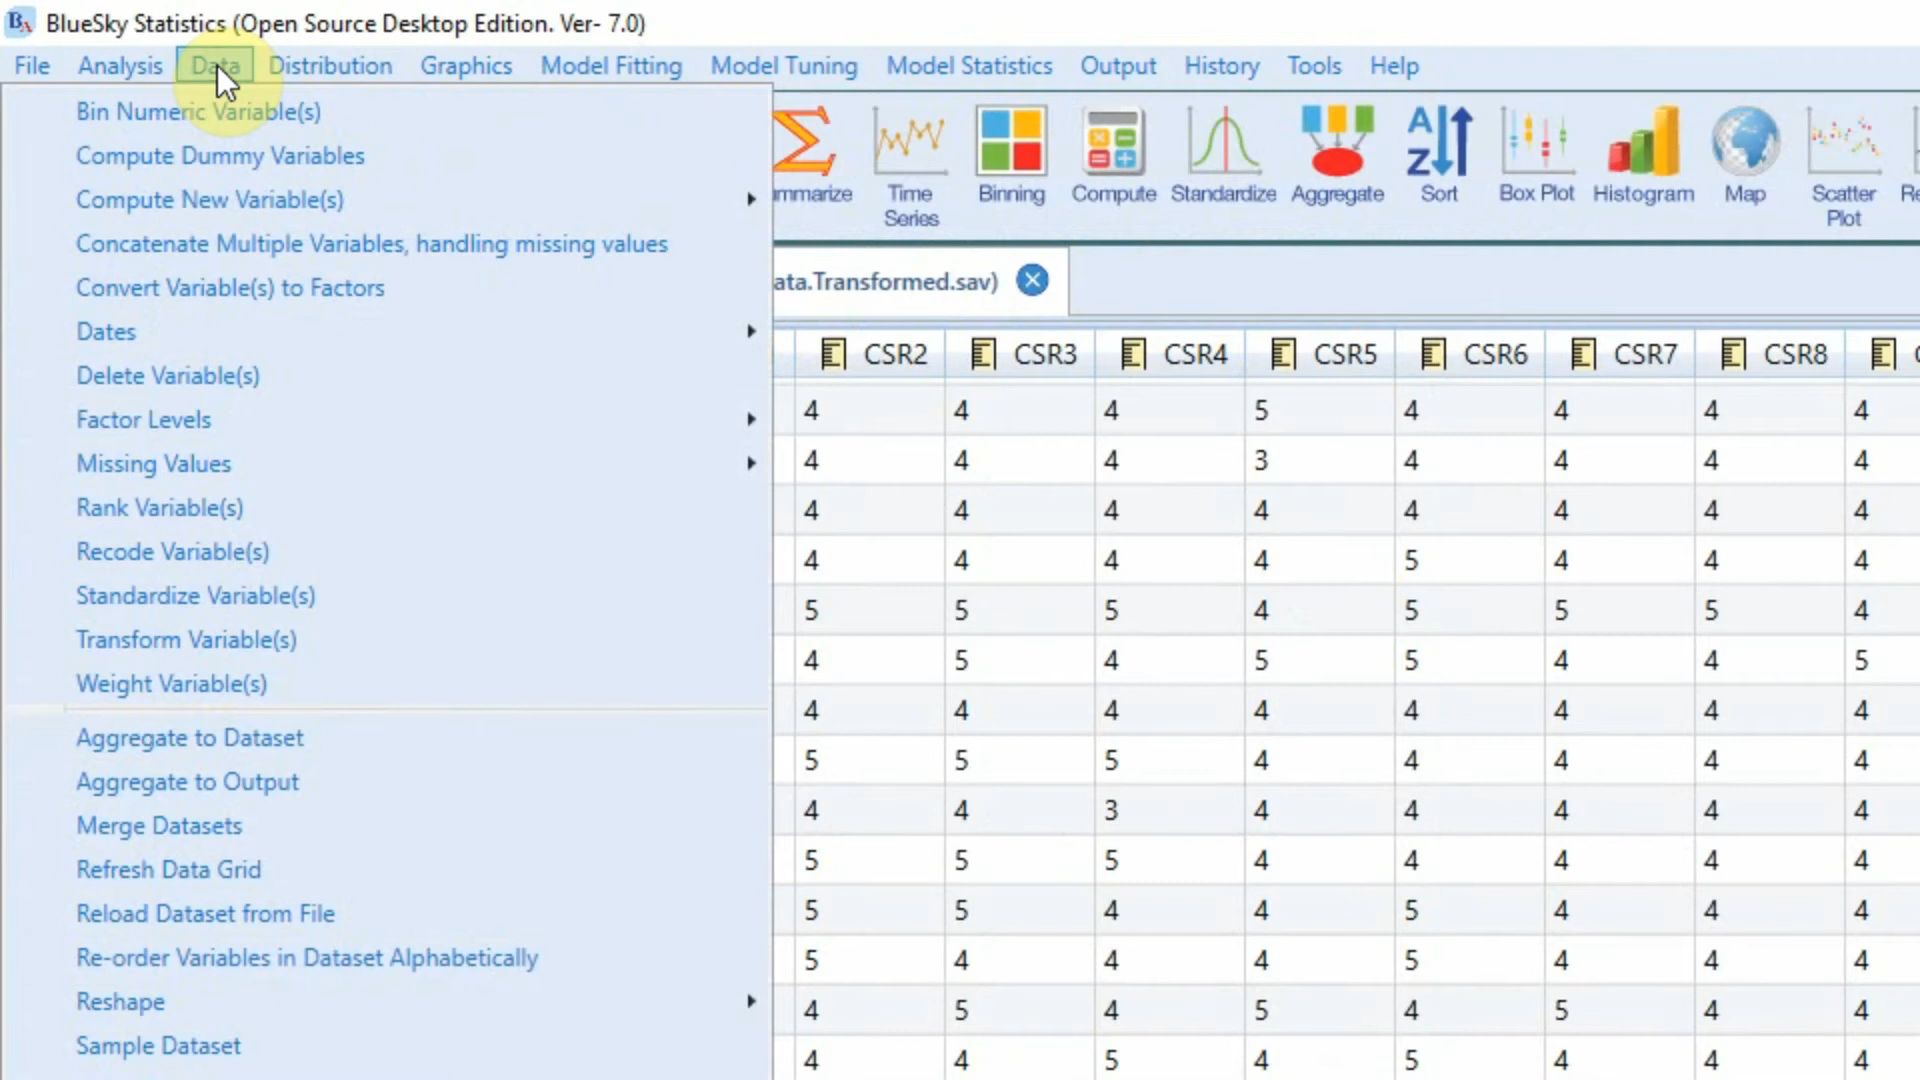 BlueSky Statistics (Open Source Desktop Edition. Ver- 7.0)
File Analysis Data Distribution Graphics Model Fitting Model Tuning Model Statistics Output History Tools Help
Bin Numeric Variable(s)
Compute Dummy Variables
Compute New Variable(s)
Concatenate Multiple Variables, handling missing values
Convert Variable(s) to Factors
Dates
Delete Variable(s)
Factor Levels
Missing Values
Rank Variable(s)
Recode Variable(s)
Standardize Variable(s)
Transform Variable(s)
Weight Variable(s)
Aggregate to Dataset
Aggregate to Output
Merge Datasets
Refresh Data Grid
Reload Dataset from File
Re-order Variables in Dataset Alphabetically
Reshape
Sample Dataset
mmarize Time Series Binning Compute Standardize Aggregate Sort Box Plot Histogram Map Scatter Plot Re
ata.Transformed.sav)
CSR2 CSR3 CSR4 CSR5 CSR6 CSR7 CSR8
4 4 4 5 4 4 4 4
4 4 4 3 4 4 4 4
4 4 4 4 4 4 4 4
4 4 4 4 5 4 4 4
5 5 5 4 5 5 5 4
4 5 4 5 5 4 4 5
4 4 4 4 4 4 4 4
5 5 5 4 4 4 4 4
4 4 3 4 4 4 4 4
5 5 5 4 4 4 4 4
5 5 4 4 5 4 4 4
5 4 4 4 5 4 4 4
4 5 4 5 4 5 4 4
4 4 5 4 5 4 4 4